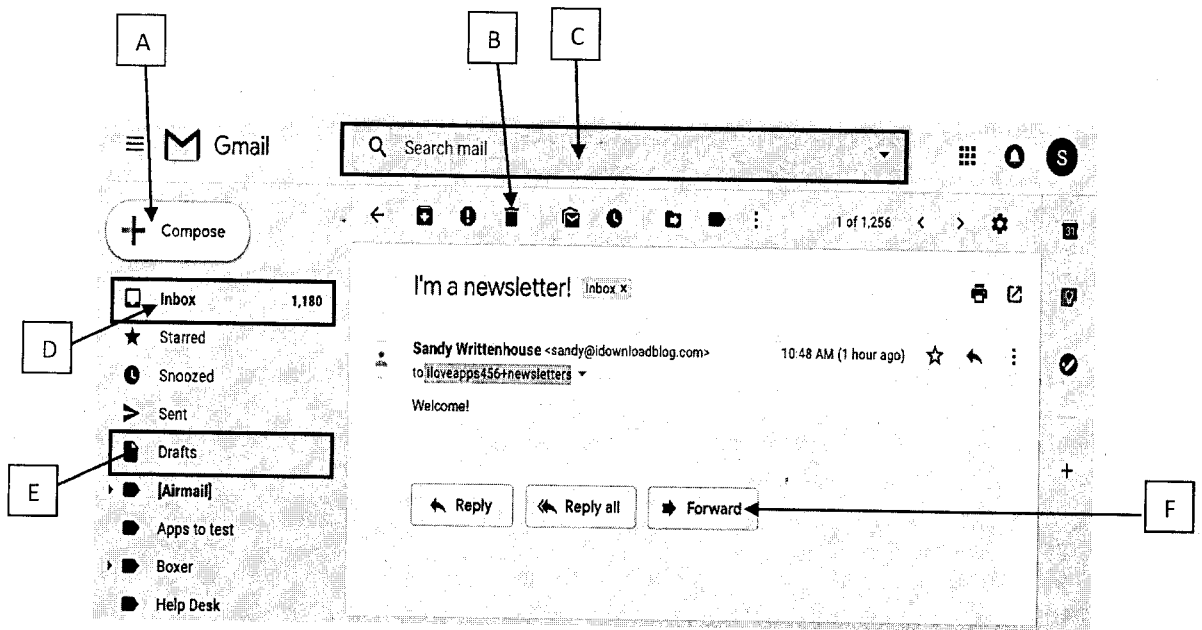 A
B
C
Gmail
Search mail
S
Compose
1 of 1,256
31
I'm a newsletter! Inbox x
Inbox 1,180
D
Starred
Sandy Writtenhouse <sandy@idownloadblog.com> 10:48 AM (1 hour ago)
to iloveapps456+newsletters
Snoozed
Welcome!
Sent
Drafts
E
[Airmail]
Reply Reply all Forward
F
Apps to test
Boxer
Help Desk